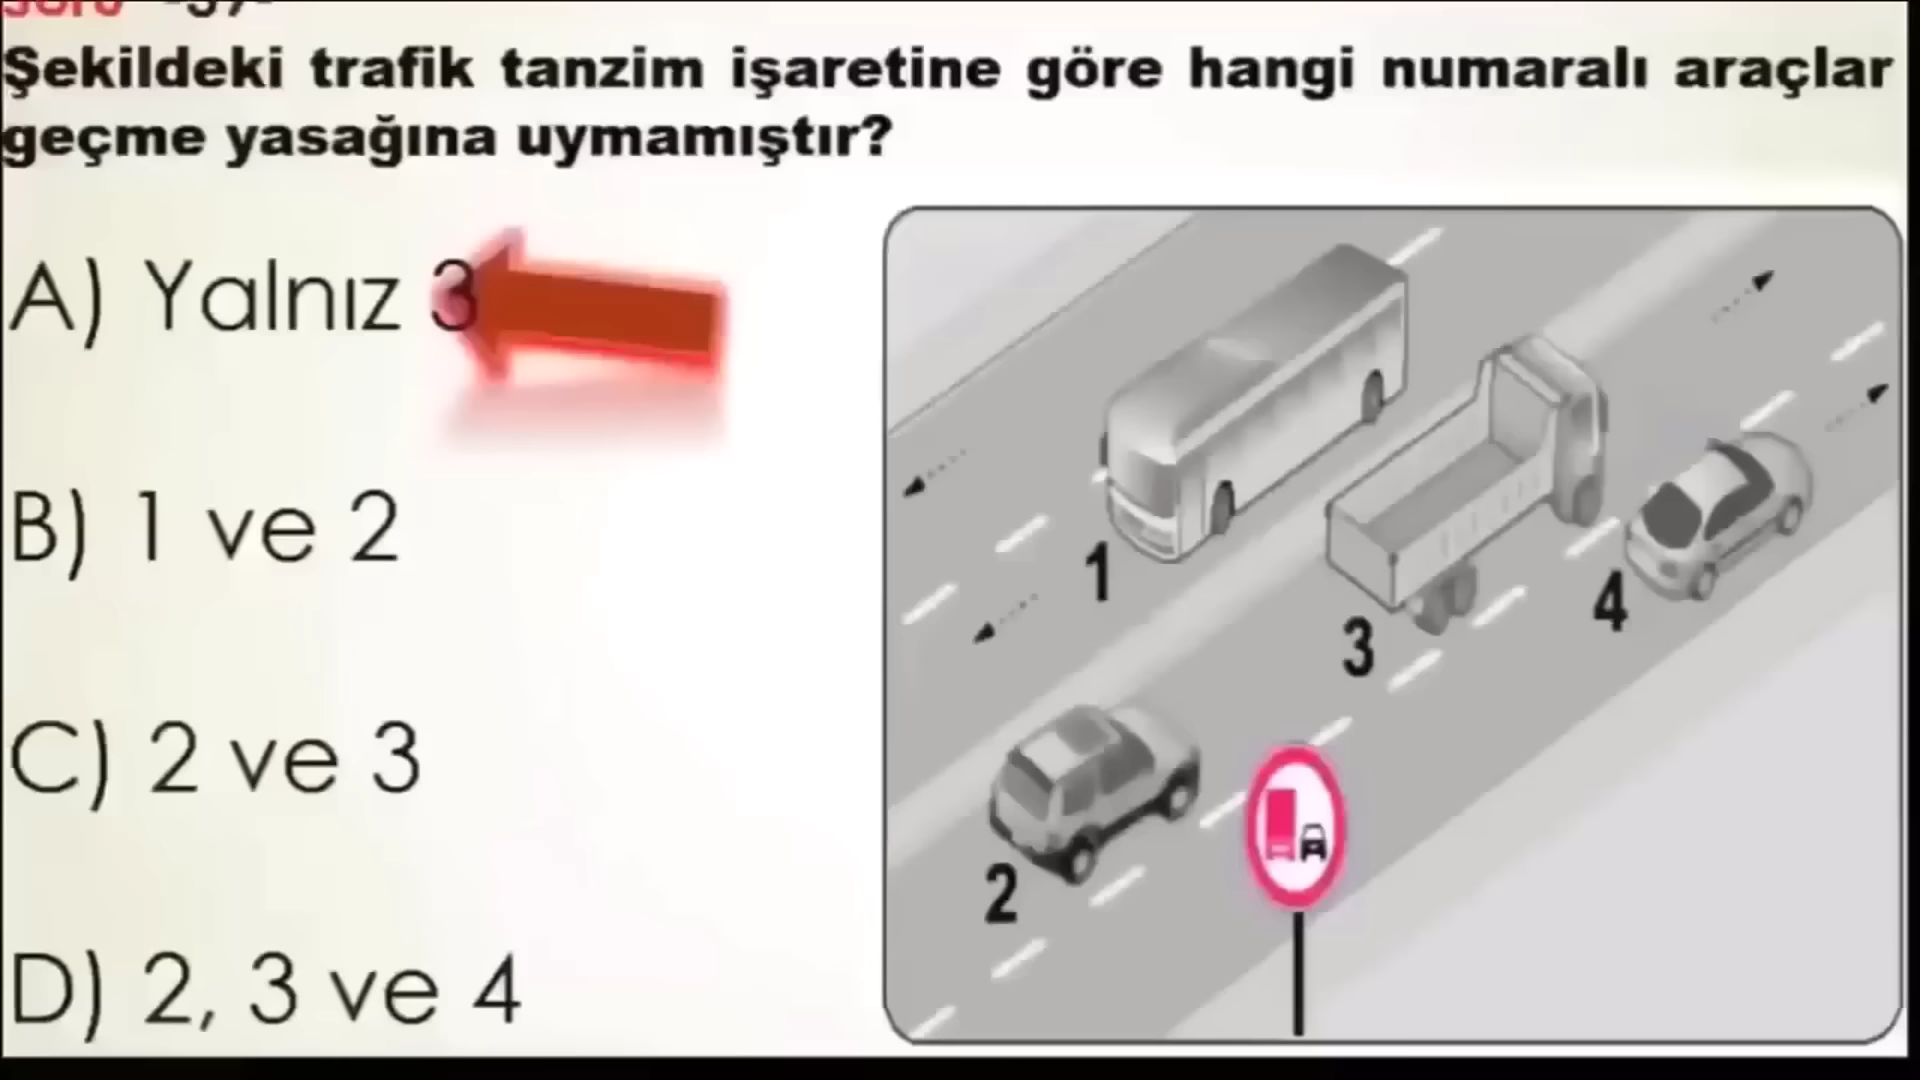 Şekildeki trafik tanzim işaretine göre hangi numaralı araçlar
geçme yasağına uymamıştır?
A) Yalnız 3
B) 1 ve 2
C) 2 ve 3
D) 2, 3 ve 4
1
3
4
2